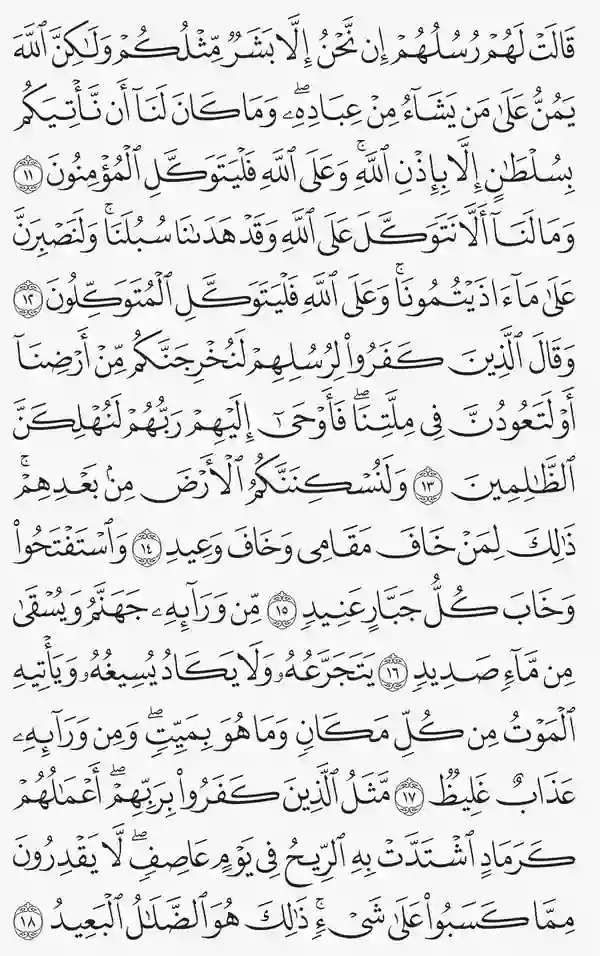 قَالَتْ لَهُمْ رُسُلُهُمْ إِن نَّحْنُ إِلَّا بَشَرٌ مِّثْلُكُمْ وَلَٰكِنَّ ٱللَّهَ
يَمُنُّ عَلَىٰ مَن يَشَآءُ مِنْ عِبَادِهِۦ ۖ وَمَا كَانَ لَنَآ أَن نَّأْتِيَكُم
بِسُلْطَٰنٍ إِلَّا بِإِذْنِ ٱللَّهِ ۚ وَعَلَى ٱللَّهِ فَلْيَتَوَكَّلِ ٱلْمُؤْمِنُونَ ١١
وَمَا لَنَآ أَلَّا نَتَوَكَّلَ عَلَى ٱللَّهِ وَقَدْ هَدَىٰنَا سُبُلَنَا ۚ وَلَنَصْبِرَنَّ
عَلَىٰ مَآ ءَاذَيْتُمُونَا ۚ وَعَلَى ٱللَّهِ فَلْيَتَوَكَّلِ ٱلْمُتَوَكِّلُونَ ١٢
وَقَالَ ٱلَّذِينَ كَفَرُوا۟ لِرُسُلِهِمْ لَنُخْرِجَنَّكُم مِّنْ أَرْضِنَآ
أَوْ لَتَعُودُنَّ فِى مِلَّتِنَا ۖ فَأَوْحَىٰٓ إِلَيْهِمْ رَبُّهُمْ لَنُهْلِكَنَّ
ٱلظَّٰلِمِينَ ١٣ وَلَنُسْكِنَنَّكُمُ ٱلْأَرْضَ مِنۢ بَعْدِهِمْ ۚ
ذَٰلِكَ لِمَنْ خَافَ مَقَامِى وَخَافَ وَعِيدِ ١٤ وَٱسْتَفْتَحُوا۟
وَخَابَ كُلُّ جَبَّارٍ عَنِيدٍ ١٥ مِّن وَرَآئِهِۦ جَهَنَّمُ وَيُسْقَىٰ
مِن مَّآءٍ صَدِيدٍ ١٦ يَتَجَرَّعُهُۥ وَلَا يَكَادُ يُسِيغُهُۥ وَيَأْتِيهِ
ٱلْمَوْتُ مِن كُلِّ مَكَانٍ وَمَا هُوَ بِمَيِّتٍ ۖ وَمِن وَرَآئِهِۦ
عَذَابٌ غَلِيظٌ ١٧ مَّثَلُ ٱلَّذِينَ كَفَرُوا۟ بِرَبِّهِمْ ۖ أَعْمَٰلُهُمْ
كَرَمَادٍ ٱشْتَدَّتْ بِهِ ٱلرِّيحُ فِى يَوْمٍ عَاصِفٍ ۖ لَّا يَقْدِرُونَ
مِمَّا كَسَبُوا۟ عَلَىٰ شَىْءٍ ۚ ذَٰلِكَ هُوَ ٱلضَّلَٰلُ ٱلْبَعِيدُ ١٨